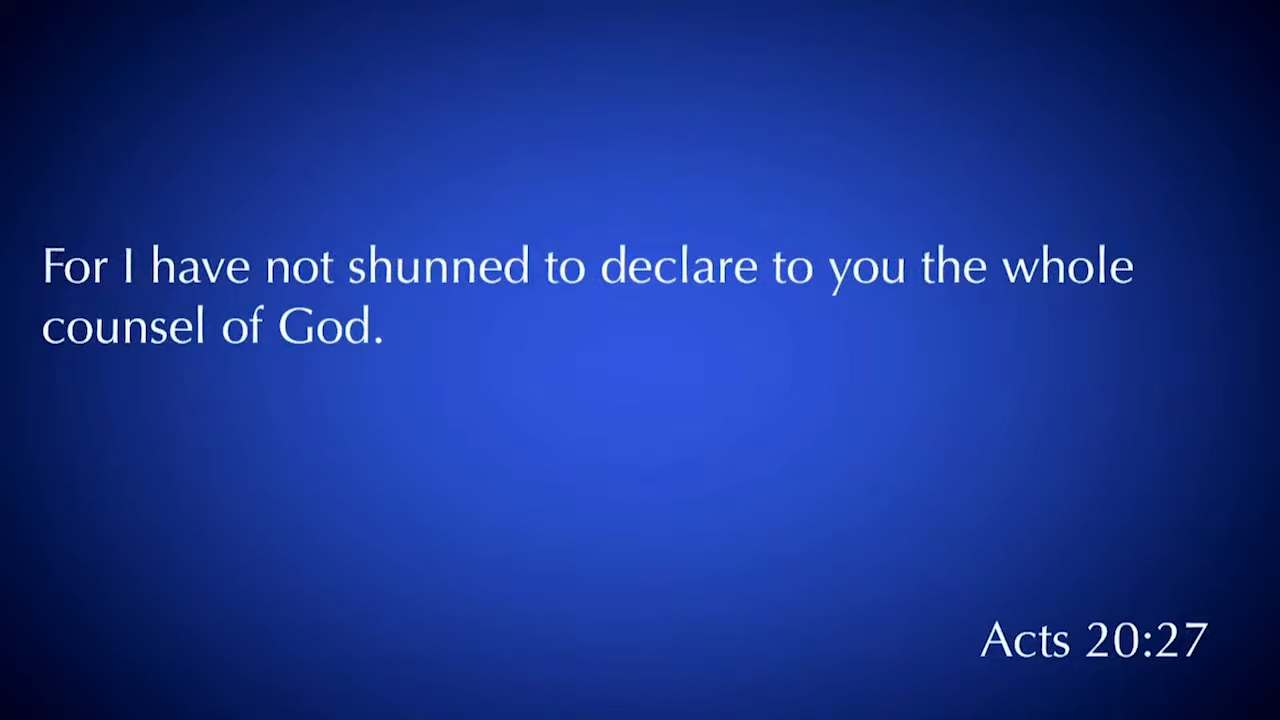 For I have not shunned to declare to you the whole
counsel of God.
Acts 20:27